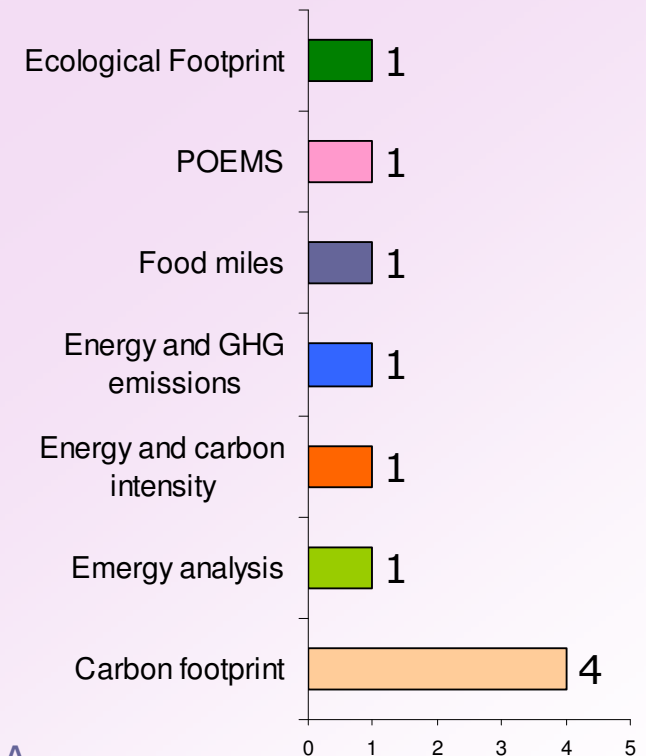 Ecological Footprint 1
POEMS 1
Food miles 1
Energy and GHG
emissions 1
Energy and carbon
intensity 1
Emergy analysis 1
Carbon footprint 4
0 1 2 3 4 5